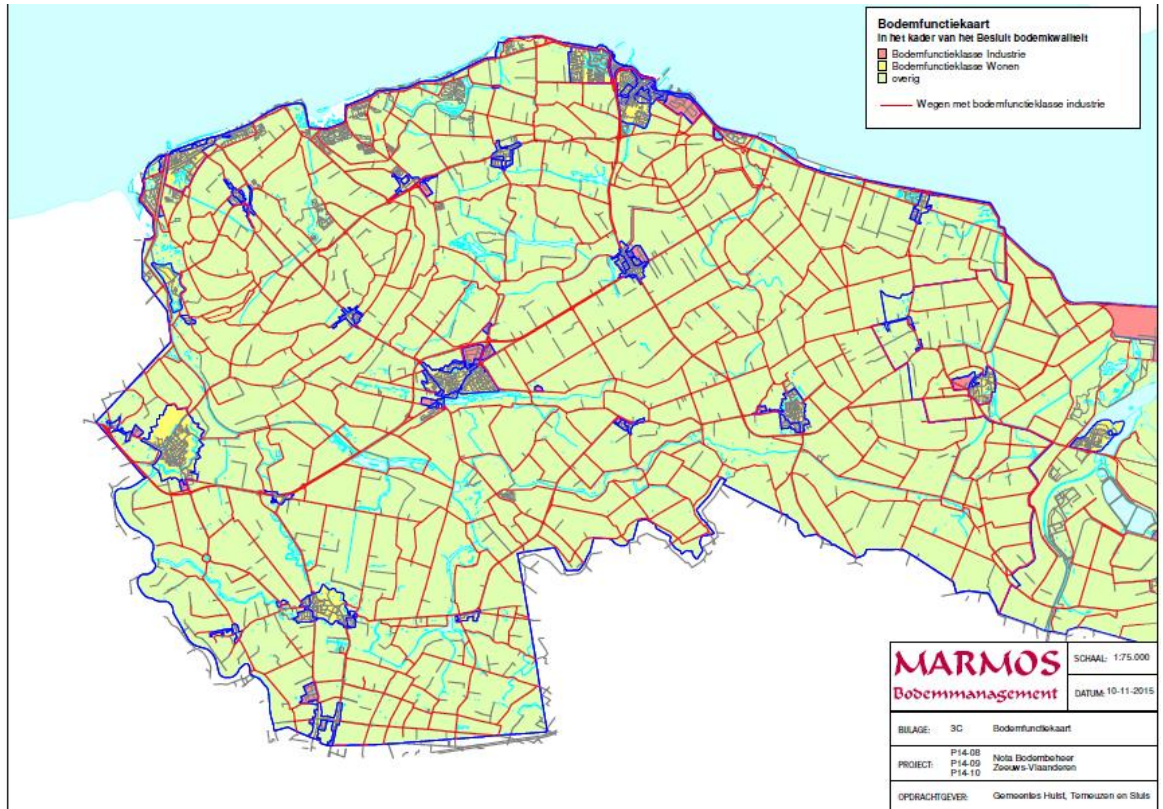 Bodemfunctiekaart
In het kader van het Besluit bodemkwaliteit
Bodemfunctieklasse Industrie
Bodemfunctieklasse Wonen
overig
Wegen met bodemfunctieklasse industrie
MARMOS
Bodemmanagement
SCHAAL: 1:75.000
DATUM: 10-11-2015
BIJLAGE: 3C Bodemfunctiekaart
PROJECT: P14-08 Nota Bodembeheer
P14-09 Zeeuws-Vlaanderen
P14-10
OPDRACHTGEVER: Gemeentes Hulst, Terneuzen en Sluis